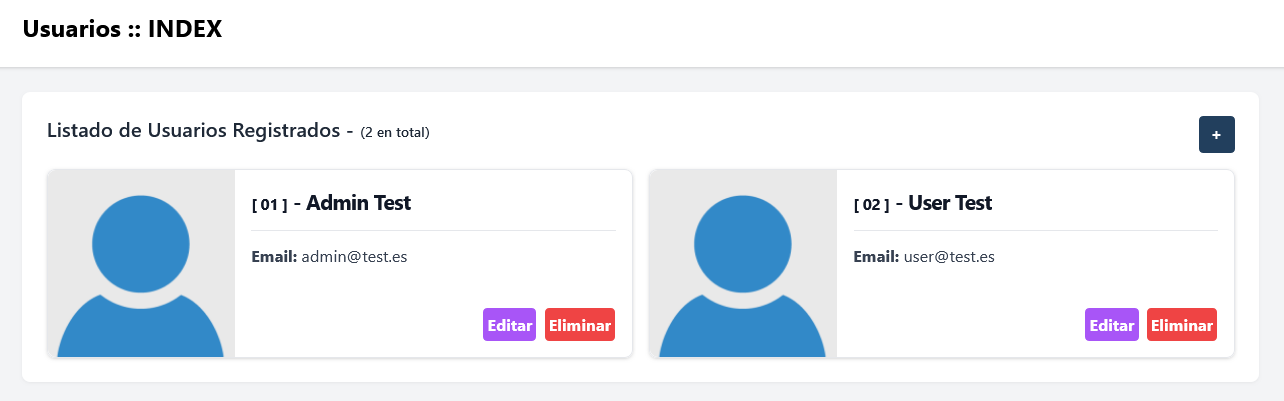 Usuarios :: INDEX
Listado de Usuarios Registrados - (2 en total)
+
[ 01 ] - Admin Test
Email: admin@test.es
Editar Eliminar
[ 02 ] - User Test
Email: user@test.es
Editar Eliminar